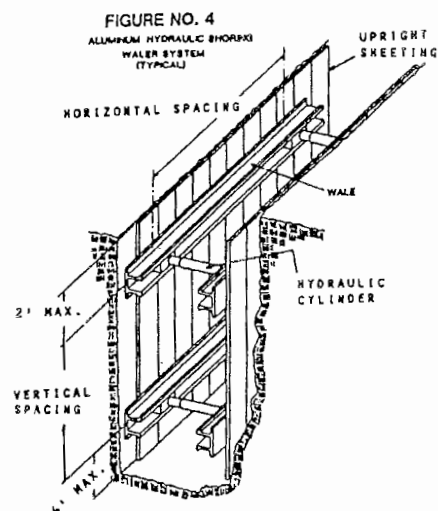 FIGURE NO. 4
ALUMINUM HYDRAULIC SHORING
WALER SYSTEM
(TYPICAL)
UPRIGHT
SHEETING
HORIZONTAL SPACING
WALE
HYDRAULIC
CYLINDER
2' MAX.
VERTICAL
SPACING
MAX.